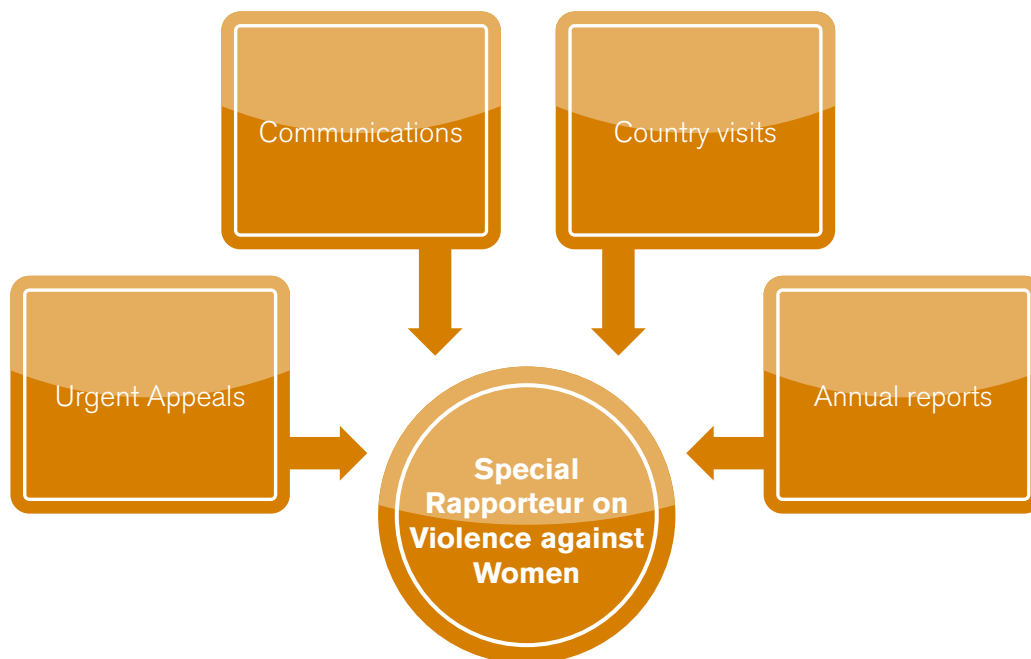 Communications
Country visits
Urgent Appeals
Annual reports
Special
Rapporteur on
Violence against
Women